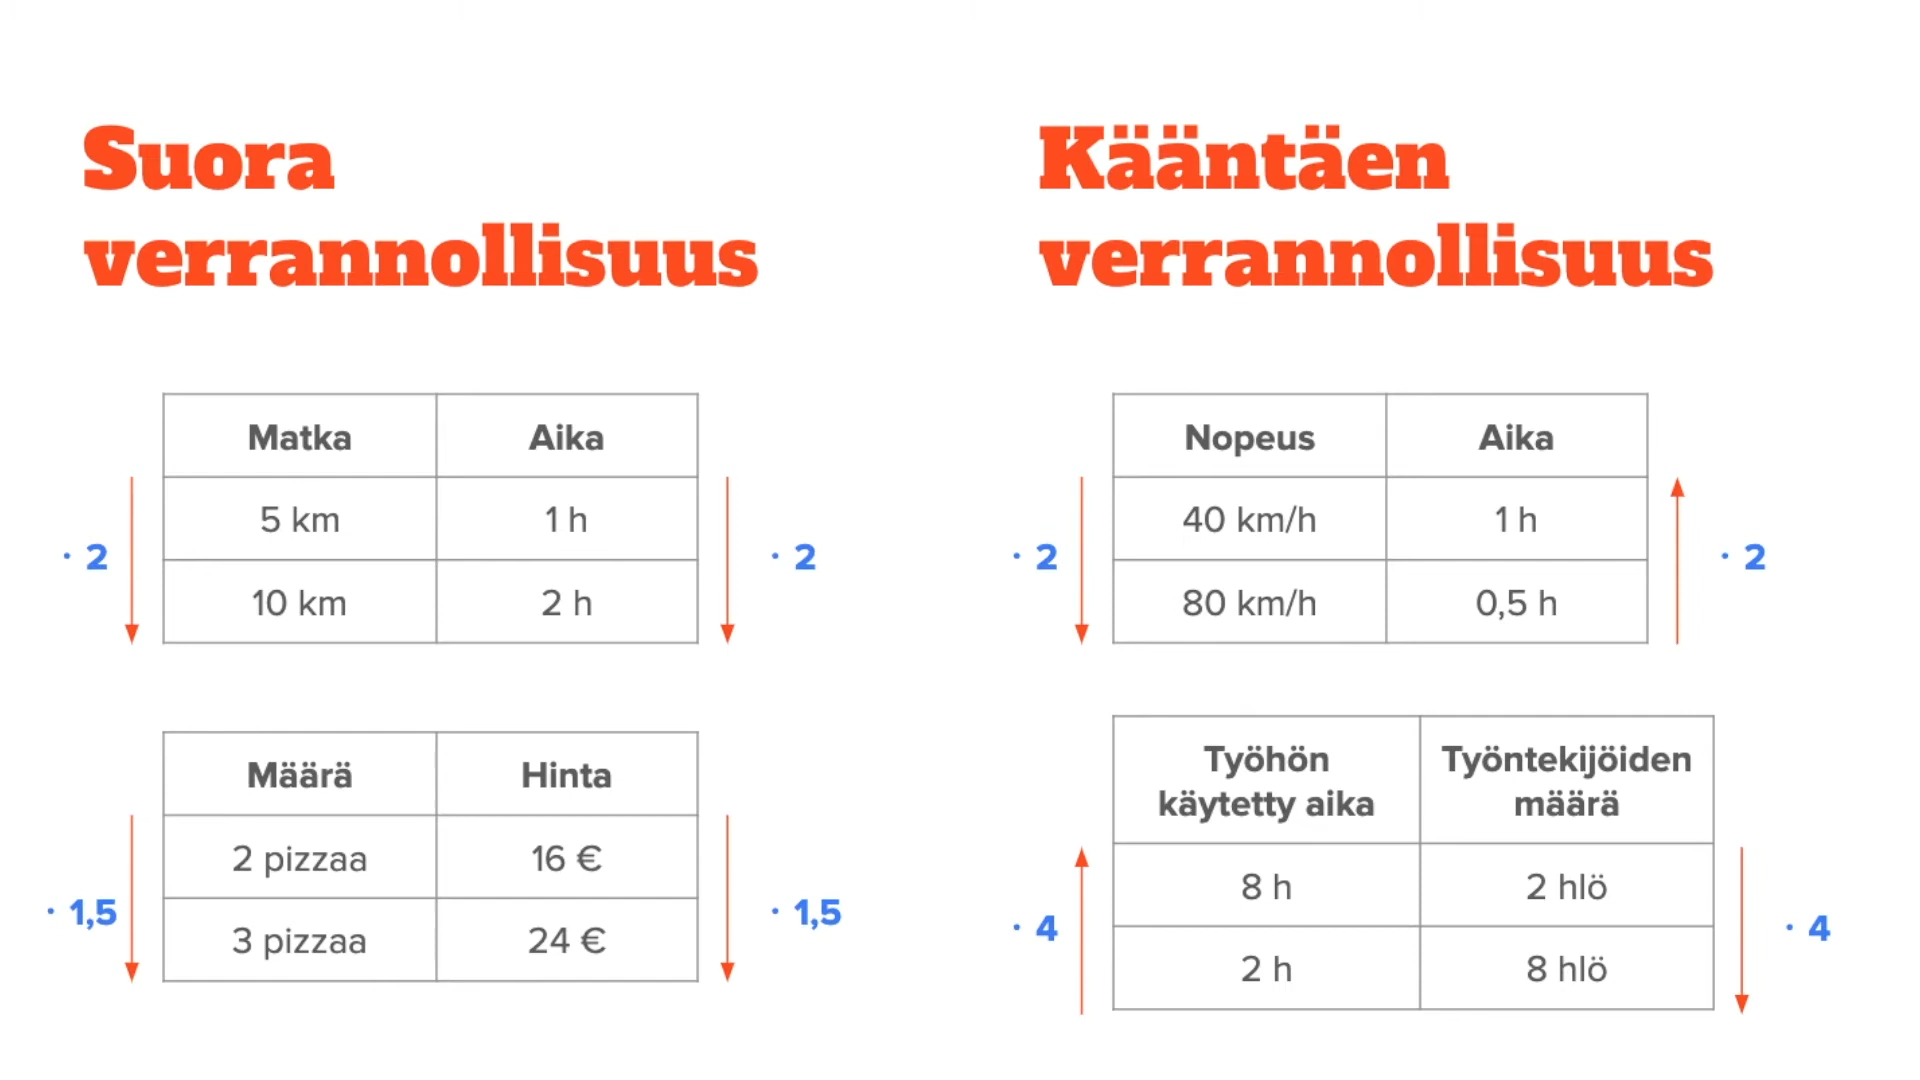 Suora
verrannollisuus
Matka Aika
5 km 1 h
10 km 2 h
· 2 · 2
Määrä Hinta
2 pizzaa 16 €
3 pizzaa 24 €
· 1,5 · 1,5
Kääntäen
verrannollisuus
Nopeus Aika
40 km/h 1 h
80 km/h 0,5 h
· 2 · 2
Työhön Työntekijöiden
käytetty aika määrä
8 h 2 hlö
2 h 8 hlö
· 4 · 4